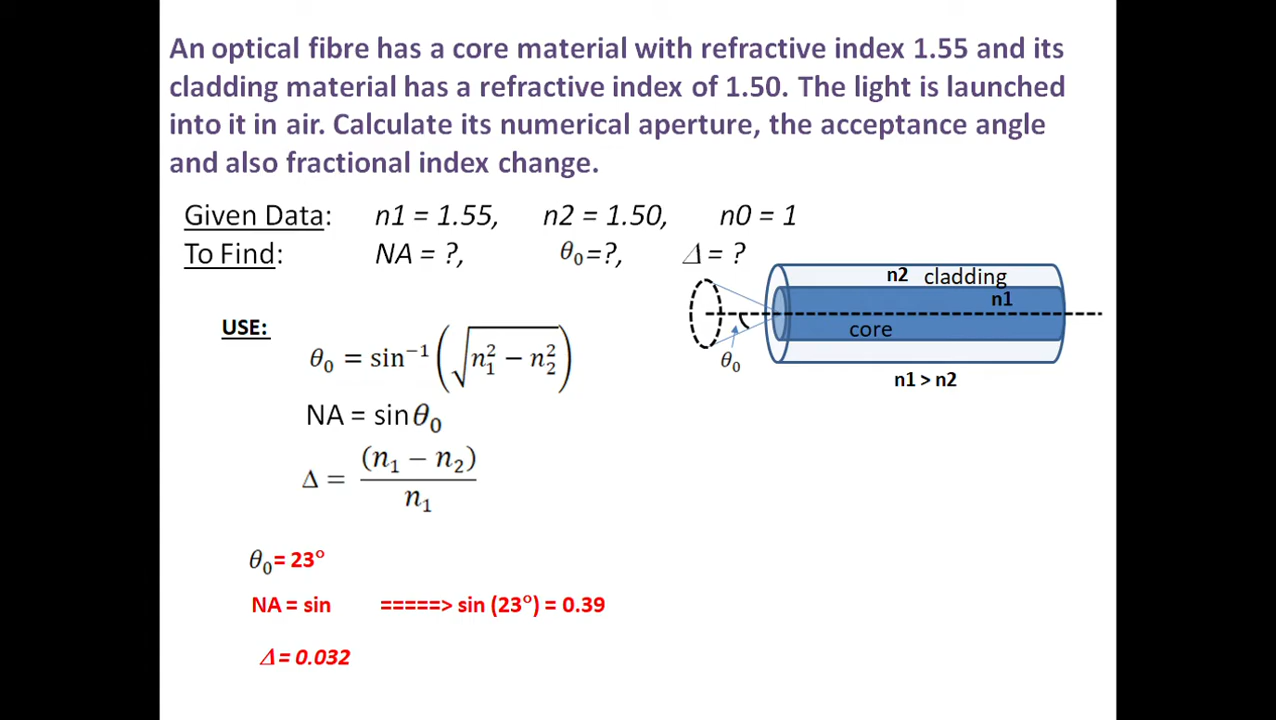 An optical fibre has a core material with refractive index 1.55 and its
cladding material has a refractive index of 1.50. The light is launched
into it in air. Calculate its numerical aperture, the acceptance angle
and also fractional index change.
Given Data: n1 = 1.55, n2 = 1.50, n0 = 1
To Find: NA = ?, θ₀=?, Δ = ?
n2 cladding
n1
core
θ₀
n1 > n2
USE:
θ₀ = sin⁻¹(√(n₁² − n₂²))
NA = sin θ₀
Δ = (n₁ − n₂) / n₁
θ₀= 23°
NA = sin =====> sin (23°) = 0.39
Δ = 0.032